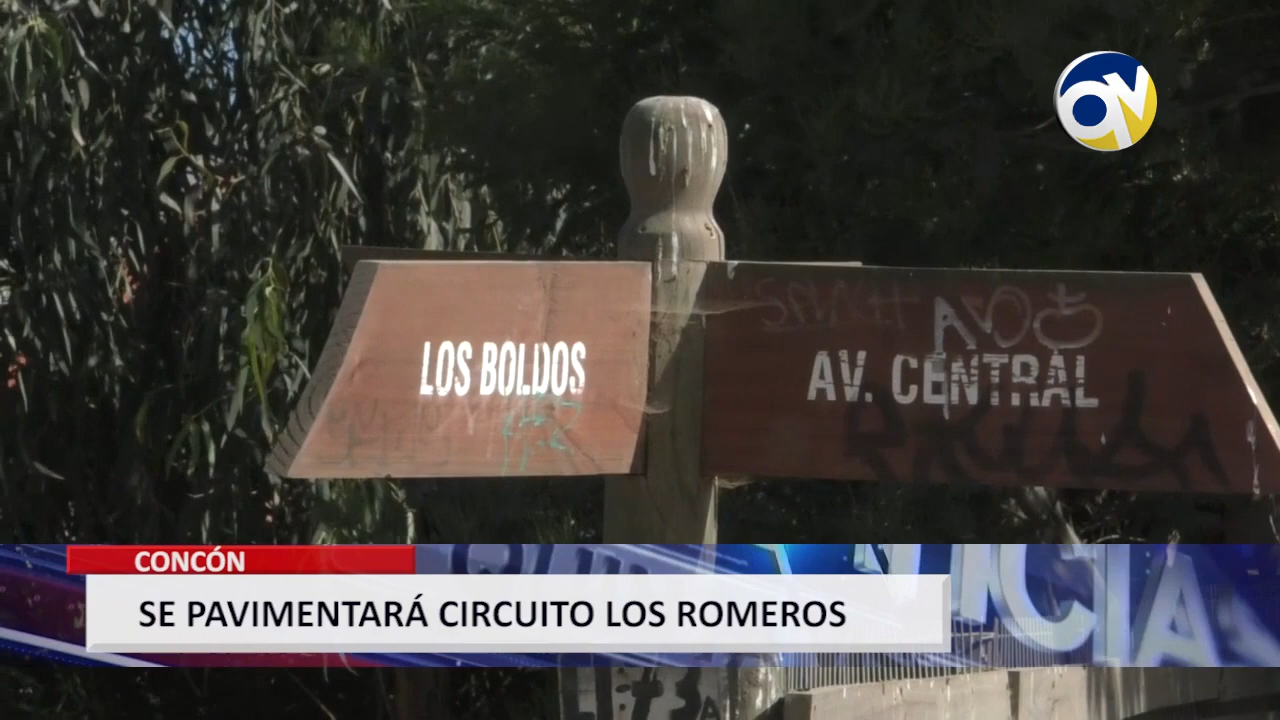 LOS BOLDOS
AV. CENTRAL
CONCÓN
SE PAVIMENTARÁ CIRCUITO LOS ROMEROS